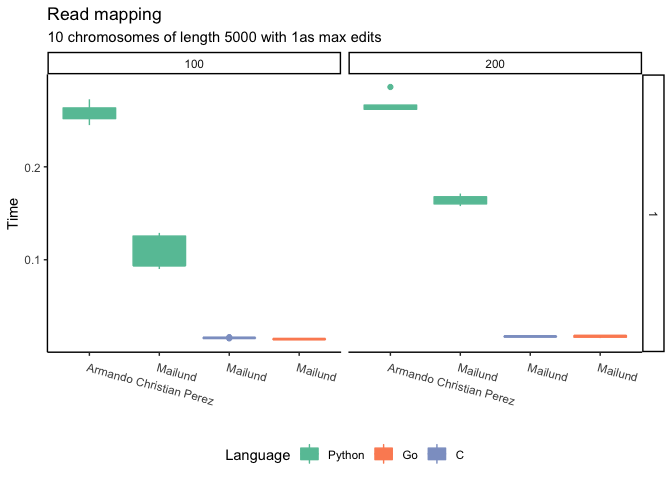 Read mapping
10 chromosomes of length 5000 with 1as max edits
100
200
Time
0.2
0.1
1
Armando Christian Perez
Mailund
Mailund
Mailund
Armando Christian Perez
Mailund
Mailund
Mailund
Language Python Go C